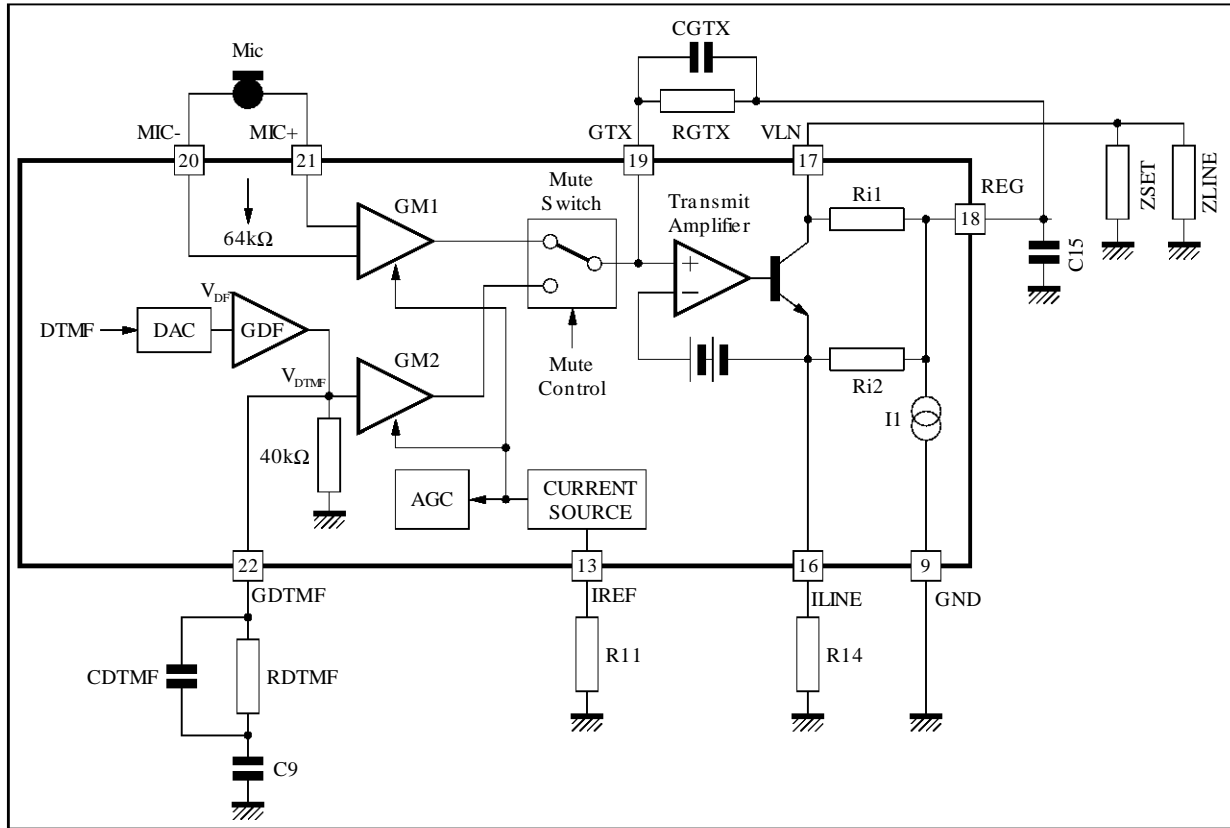 CGTX
Mic
RGTX
MIC-
MIC+
GTX
VLN
20
21
19
17
ZSET
ZLINE
REG
18
Mute
Switch
Transmit
Amplifier
Ri1
GM1
64kΩ
+
−
C15
V_DF
DTMF
DAC
GDF
GM2
V_DTMF
Mute
Control
Ri2
I1
40kΩ
AGC
CURRENT
SOURCE
22
13
16
9
GDTMF
IREF
ILINE
GND
CDTMF
RDTMF
R11
R14
C9